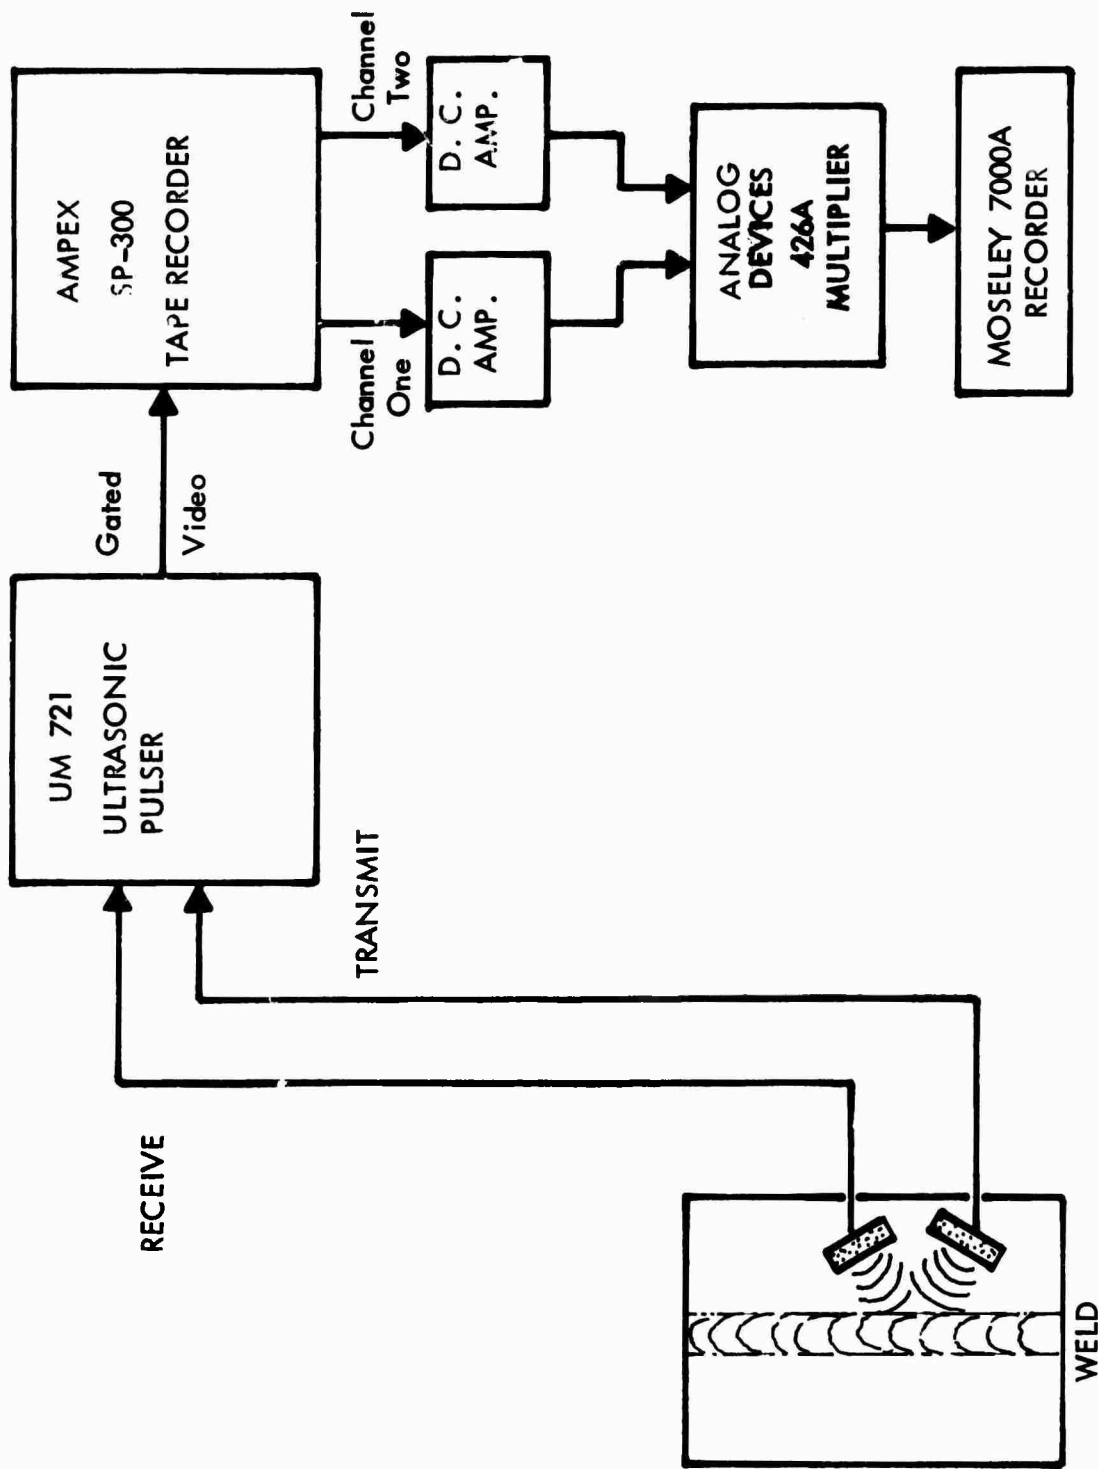 AMPEX
SP-300
TAPE RECORDER
Channel
Two
D. C.
AMP.
Channel
One
D. C.
AMP.
ANALOG
DEVICES
426A
MULTIPLIER
MOSELEY 7000A
RECORDER
Gated
Video
UM 721
ULTRASONIC
PULSER
TRANSMIT
RECEIVE
WELD